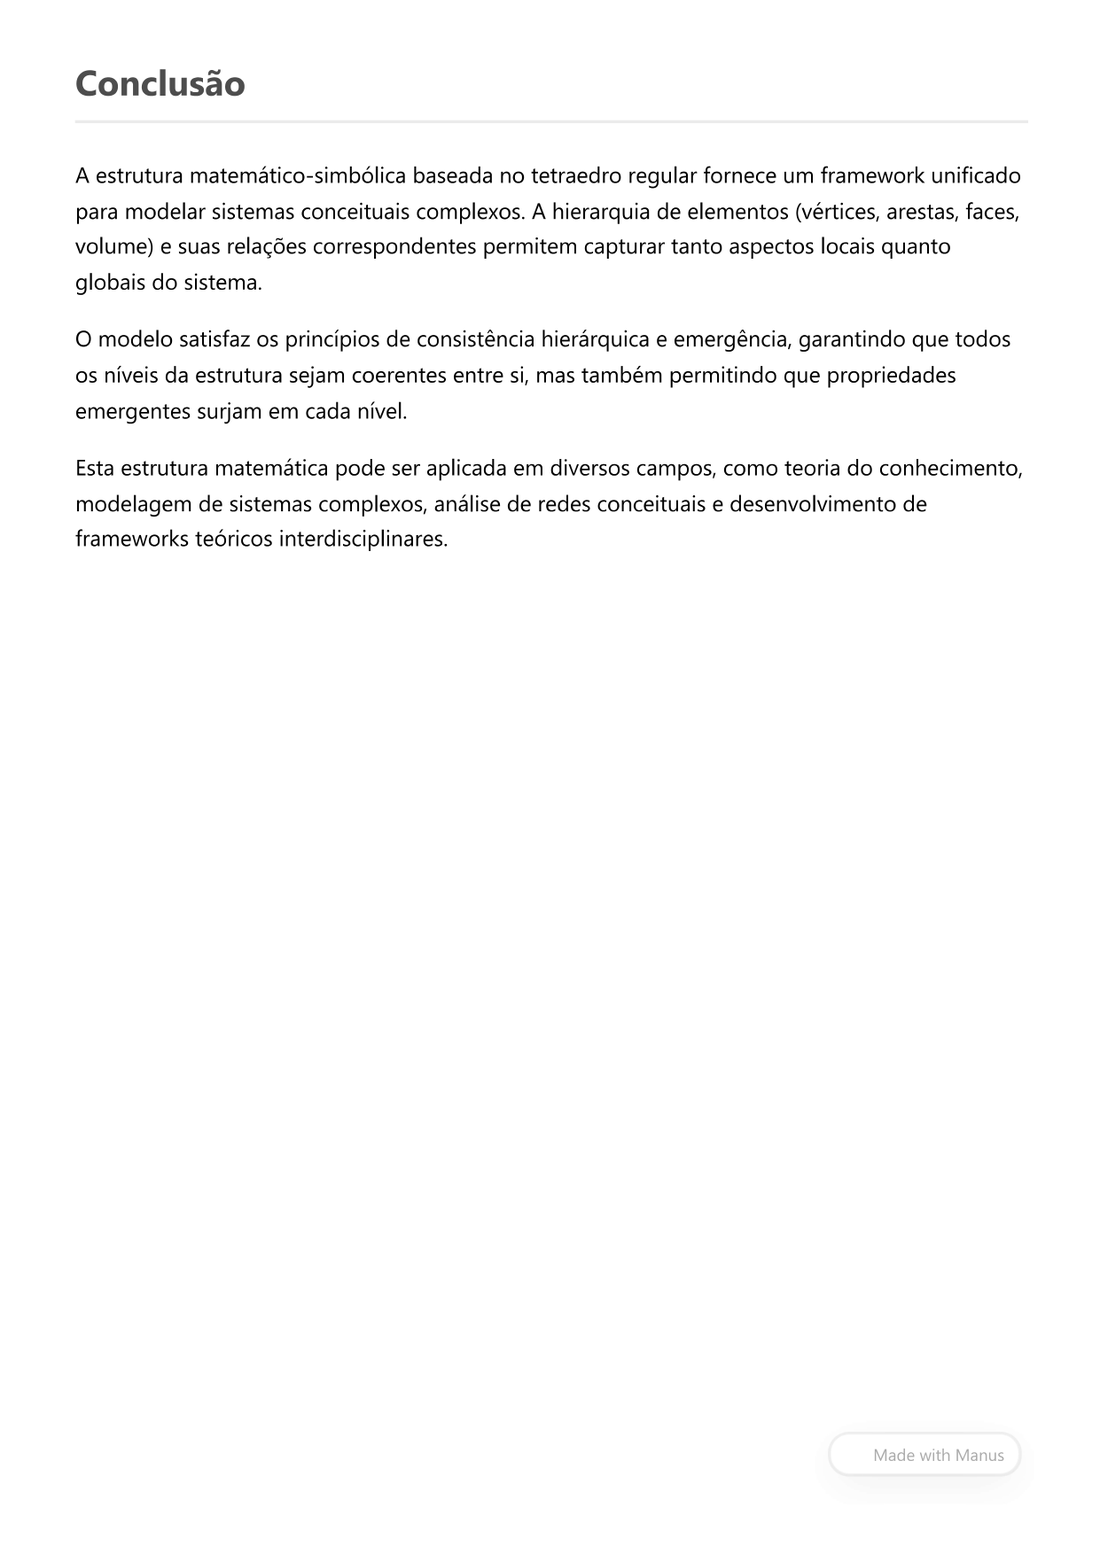 Conclusão
A estrutura matemático-simbólica baseada no tetraedro regular fornece um framework unificado
para modelar sistemas conceituais complexos. A hierarquia de elementos (vértices, arestas, faces,
volume) e suas relações correspondentes permitem capturar tanto aspectos locais quanto
globais do sistema.
O modelo satisfaz os princípios de consistência hierárquica e emergência, garantindo que todos
os níveis da estrutura sejam coerentes entre si, mas também permitindo que propriedades
emergentes surjam em cada nível.
Esta estrutura matemática pode ser aplicada em diversos campos, como teoria do conhecimento,
modelagem de sistemas complexos, análise de redes conceituais e desenvolvimento de
frameworks teóricos interdisciplinares.
Made with Manus